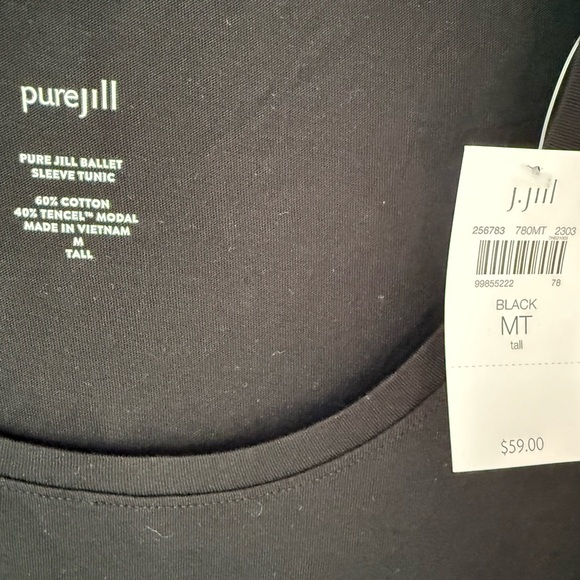 purejill
PURE JILL BALLET
SLEEVE TUNIC
60% COTTON
40% TENCEL™ MODAL
MADE IN VIETNAM
M
TALL
J.Jill
256783 780MT 2303
99855222 78
BLACK
MT
tall
$59.00